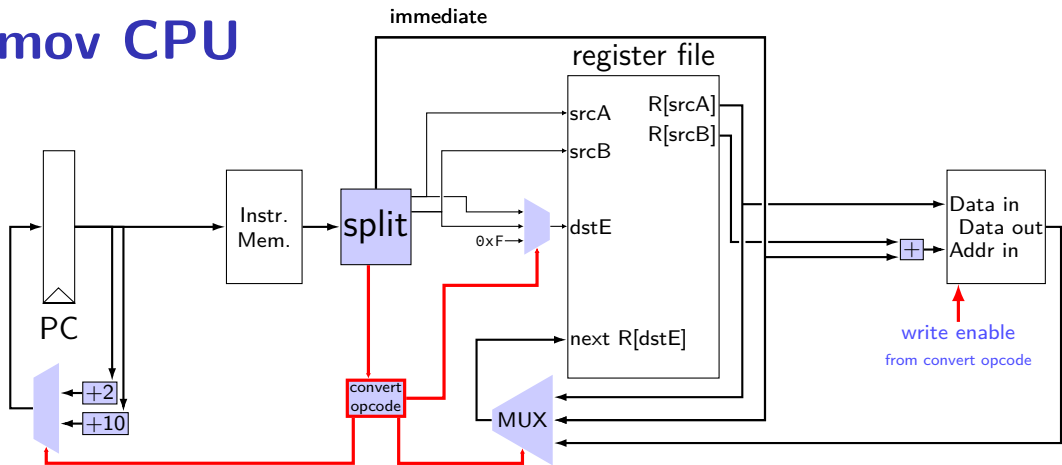 immediate
mov CPU
register file
srcA
R[srcA]
R[srcB]
srcB
Instr.
Mem.
split
0xF
dstE
Data in
Data out
Addr in
+
PC
next R[dstE]
write enable
from convert opcode
convert
opcode
+2
+10
MUX